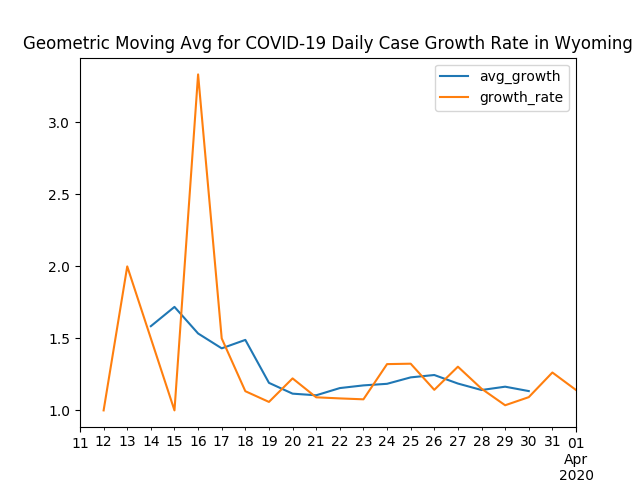 Geometric Moving Avg for COVID-19 Daily Case Growth Rate in Wyoming
avg_growth
growth_rate
3.0
2.5
2.0
1.5
1.0
11 12 13 14 15 16 17 18 19 20 21 22 23 24 25 26 27 28 29 30 31 01
Apr
2020